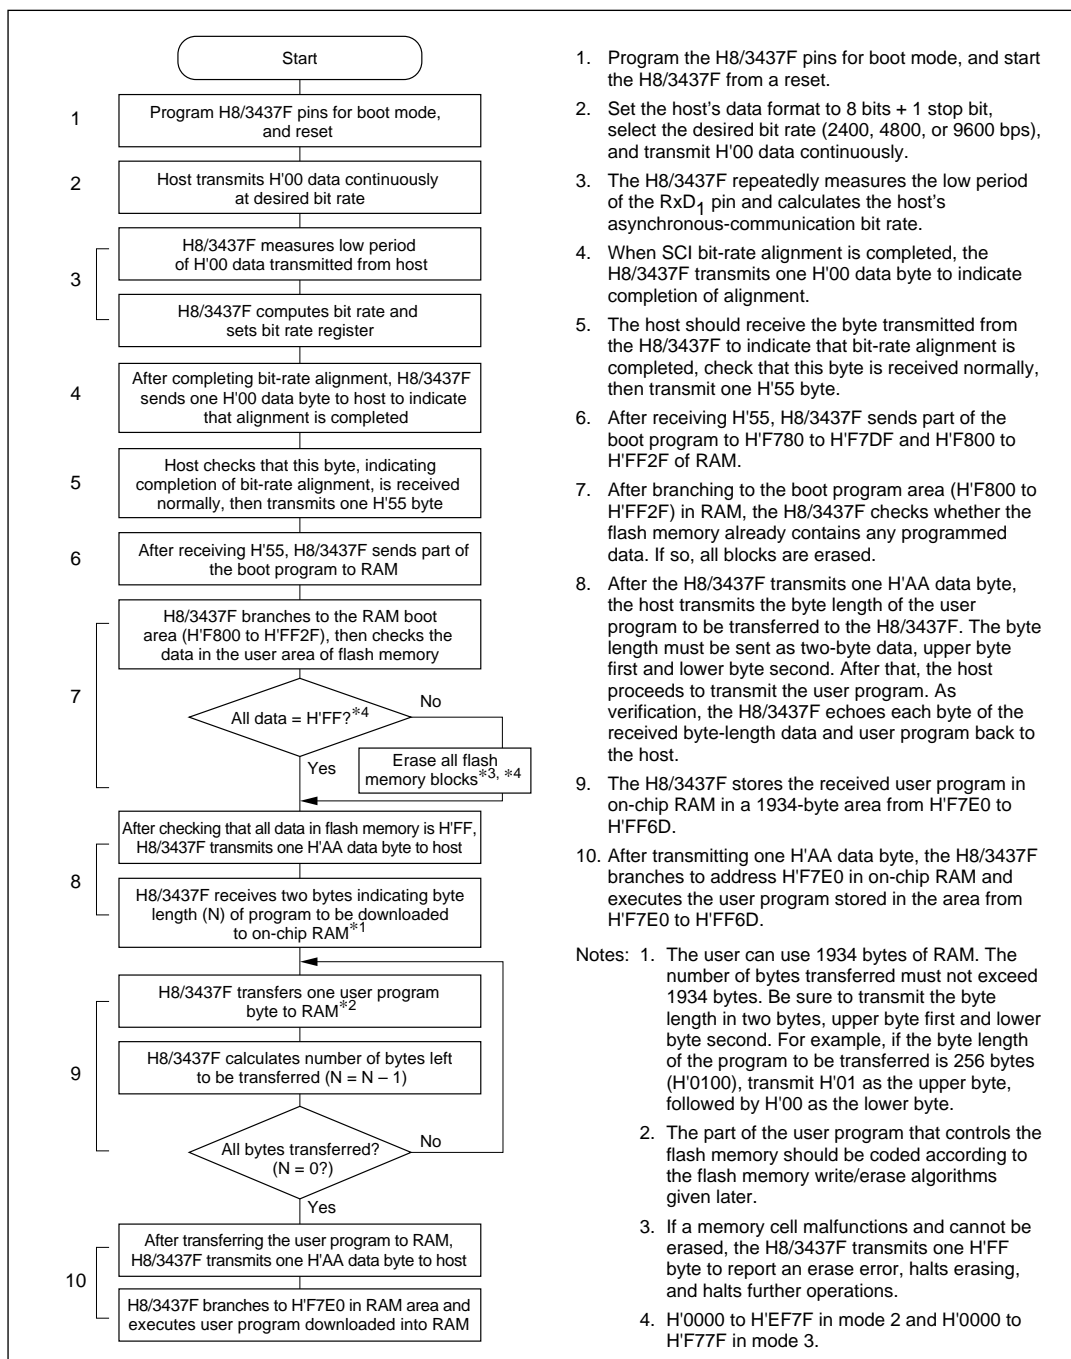 Start
1
Program H8/3437F pins for boot mode,
and reset
2
Host transmits H'00 data continuously
at desired bit rate
3
H8/3437F measures low period
of H'00 data transmitted from host
H8/3437F computes bit rate and
sets bit rate register
4
After completing bit-rate alignment, H8/3437F
sends one H'00 data byte to host to indicate
that alignment is completed
5
Host checks that this byte, indicating
completion of bit-rate alignment, is received
normally, then transmits one H'55 byte
6
After receiving H'55, H8/3437F sends part of
the boot program to RAM
7
H8/3437F branches to the RAM boot
area (H'F800 to H'FF2F), then checks the
data in the user area of flash memory
All data = H'FF?*4
No
Yes
Erase all flash
memory blocks*3, *4
8
After checking that all data in flash memory is H'FF,
H8/3437F transmits one H'AA data byte to host
H8/3437F receives two bytes indicating byte
length (N) of program to be downloaded
to on-chip RAM*1
9
H8/3437F transfers one user program
byte to RAM*2
H8/3437F calculates number of bytes left
to be transferred (N = N – 1)
All bytes transferred?
(N = 0?)
No
Yes
10
After transferring the user program to RAM,
H8/3437F transmits one H'AA data byte to host
H8/3437F branches to H'F7E0 in RAM area and
executes user program downloaded into RAM
1. Program the H8/3437F pins for boot mode, and start
the H8/3437F from a reset.
2. Set the host's data format to 8 bits + 1 stop bit,
select the desired bit rate (2400, 4800, or 9600 bps),
and transmit H'00 data continuously.
3. The H8/3437F repeatedly measures the low period
of the RxD1 pin and calculates the host's
asynchronous-communication bit rate.
4. When SCI bit-rate alignment is completed, the
H8/3437F transmits one H'00 data byte to indicate
completion of alignment.
5. The host should receive the byte transmitted from
the H8/3437F to indicate that bit-rate alignment is
completed, check that this byte is received normally,
then transmit one H'55 byte.
6. After receiving H'55, H8/3437F sends part of the
boot program to H'F780 to H'F7DF and H'F800 to
H'FF2F of RAM.
7. After branching to the boot program area (H'F800 to
H'FF2F) in RAM, the H8/3437F checks whether the
flash memory already contains any programmed
data. If so, all blocks are erased.
8. After the H8/3437F transmits one H'AA data byte,
the host transmits the byte length of the user
program to be transferred to the H8/3437F. The byte
length must be sent as two-byte data, upper byte
first and lower byte second. After that, the host
proceeds to transmit the user program. As
verification, the H8/3437F echoes each byte of the
received byte-length data and user program back to
the host.
9. The H8/3437F stores the received user program in
on-chip RAM in a 1934-byte area from H'F7E0 to
H'FF6D.
10. After transmitting one H'AA data byte, the H8/3437F
branches to address H'F7E0 in on-chip RAM and
executes the user program stored in the area from
H'F7E0 to H'FF6D.
Notes: 1. The user can use 1934 bytes of RAM. The
number of bytes transferred must not exceed
1934 bytes. Be sure to transmit the byte
length in two bytes, upper byte first and lower
byte second. For example, if the byte length
of the program to be transferred is 256 bytes
(H'0100), transmit H'01 as the upper byte,
followed by H'00 as the lower byte.
2. The part of the user program that controls the
flash memory should be coded according to
the flash memory write/erase algorithms
given later.
3. If a memory cell malfunctions and cannot be
erased, the H8/3437F transmits one H'FF
byte to report an erase error, halts erasing,
and halts further operations.
4. H'0000 to H'EF7F in mode 2 and H'0000 to
H'F77F in mode 3.